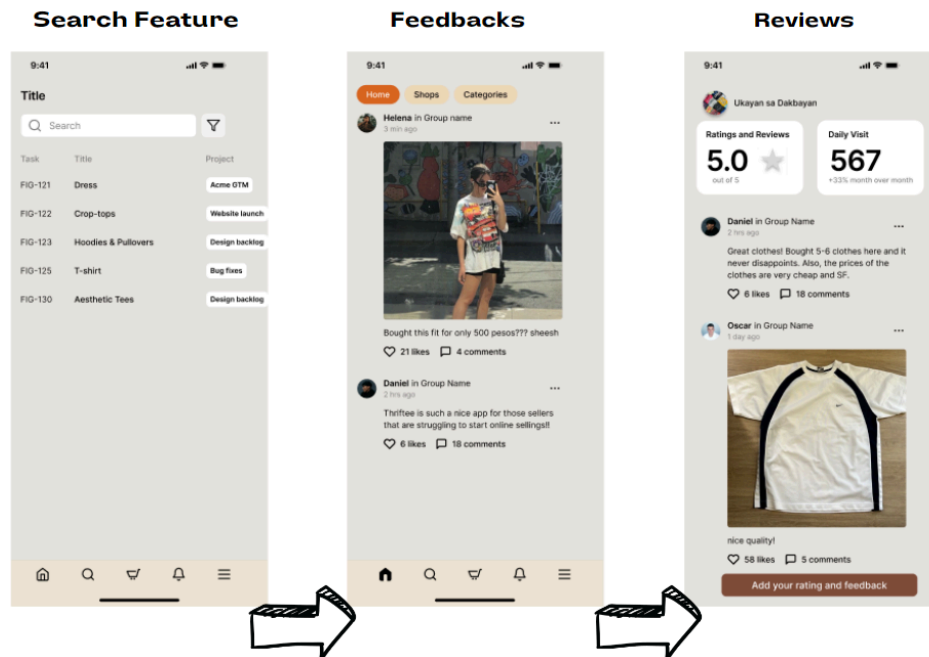 Search Feature
9:41
Title
Search
Task Title Project
FIG-121 Dress Acme GTM
FIG-122 Crop-tops Website launch
FIG-123 Hoodies & Pullovers Design backlog
FIG-125 T-shirt Bug fixes
FIG-130 Aesthetic Tees Design backlog
Feedbacks
9:41
Home Shops Categories
Helena in Group name
3 min ago
Bought this fit for only 500 pesos??? sheesh
21 likes 4 comments
Daniel in Group Name
2 hrs ago
Thriftee is such a nice app for those sellers
that are struggling to start online sellings!!
6 likes 18 comments
Reviews
9:41
Ukayan sa Dakbayan
Ratings and Reviews
5.0
out of 5
Daily Visit
567
+33% month over month
Daniel in Group Name
2 hrs ago
Great clothes! Bought 5-6 clothes here and it
never disappoints. Also, the prices of the
clothes are very cheap and SF.
6 likes 18 comments
Oscar in Group Name
1 day ago
nice quality!
58 likes 5 comments
Add your rating and feedback